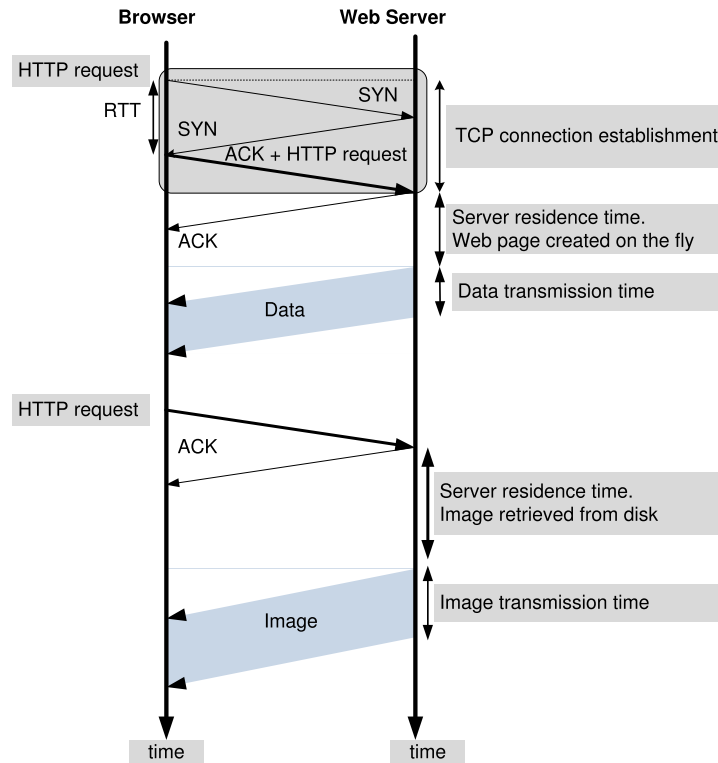 Browser
Web Server
HTTP request
RTT
SYN
SYN
ACK + HTTP request
TCP connection establishment
ACK
Server residence time.
Web page created on the fly
Data transmission time
Data
HTTP request
ACK
Server residence time.
Image retrieved from disk
Image transmission time
Image
time
time